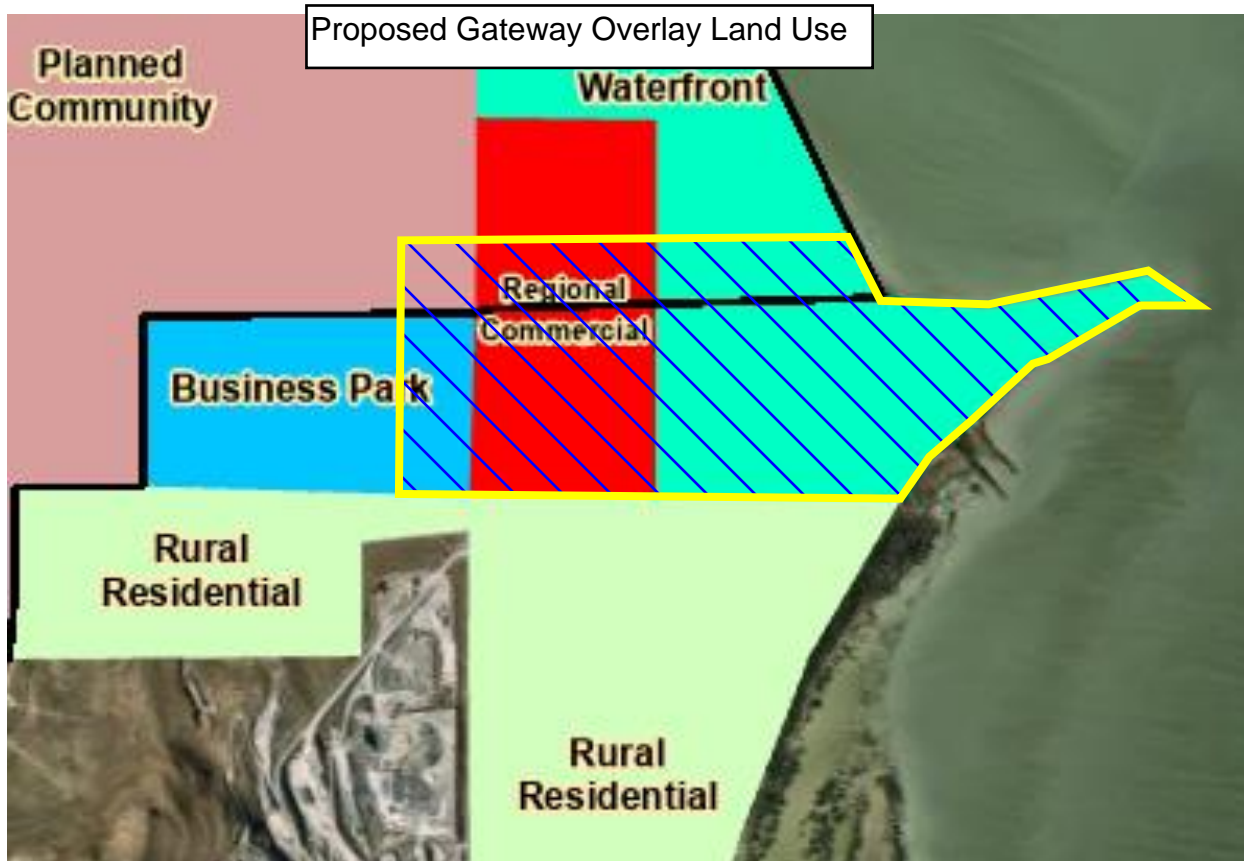 Proposed Gateway Overlay Land Use
Planned
Community
Waterfront
Regional
Commercial
Business Park
Rural
Residential
Rural
Residential